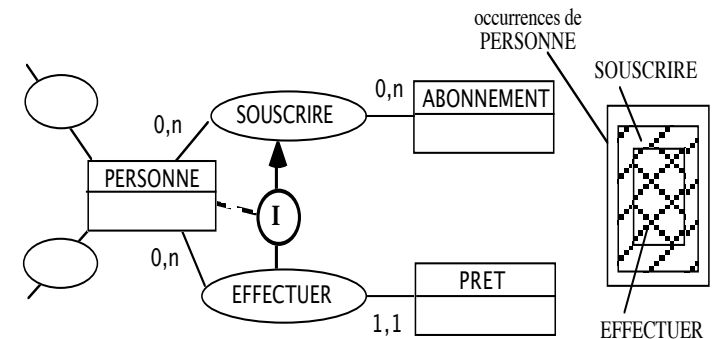 occurrences de
PERSONNE
SOUSCRIRE
0,n
ABONNEMENT
SOUSCRIRE
0,n
PERSONNE
I
0,n
EFFECTUER
PRET
1,1
EFFECTUER